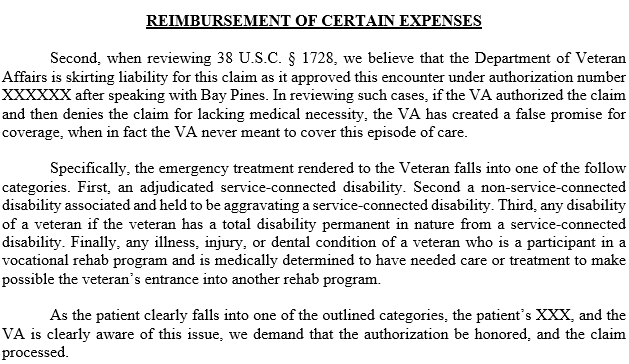 REIMBURSEMENT OF CERTAIN EXPENSES
Second, when reviewing 38 U.S.C. § 1728, we believe that the Department of Veteran
Affairs is skirting liability for this claim as it approved this encounter under authorization number
XXXXXX after speaking with Bay Pines. In reviewing such cases, if the VA authorized the claim
and then denies the claim for lacking medical necessity, the VA has created a false promise for
coverage, when in fact the VA never meant to cover this episode of care.
Specifically, the emergency treatment rendered to the Veteran falls into one of the follow
categories. First, an adjudicated service-connected disability. Second a non-service-connected
disability associated and held to be aggravating a service-connected disability. Third, any disability
of a veteran if the veteran has a total disability permanent in nature from a service-connected
disability. Finally, any illness, injury, or dental condition of a veteran who is a participant in a
vocational rehab program and is medically determined to have needed care or treatment to make
possible the veteran's entrance into another rehab program.
As the patient clearly falls into one of the outlined categories, the patient's XXX, and the
VA is clearly aware of this issue, we demand that the authorization be honored, and the claim
processed.